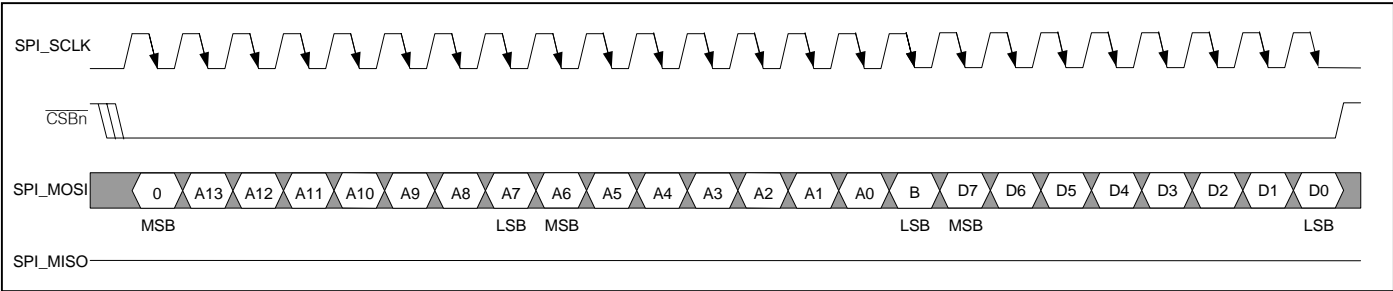 SPI_SCLK
CSBn
SPI_MOSI 0 A13 A12 A11 A10 A9 A8 A7 A6 A5 A4 A3 A2 A1 A0 B D7 D6 D5 D4 D3 D2 D1 D0
MSB LSB MSB LSB MSB LSB
SPI_MISO